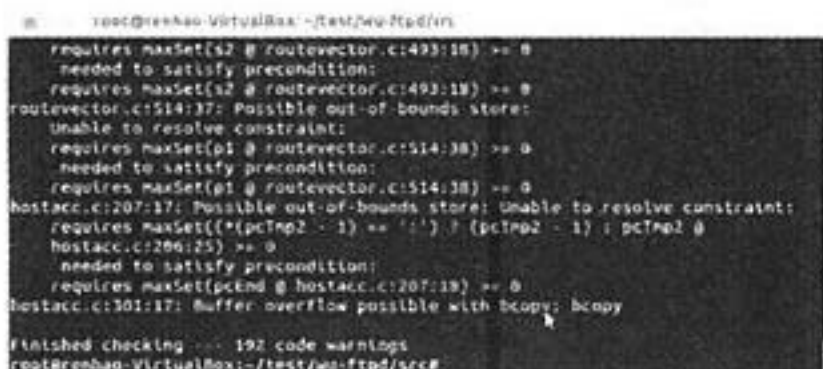 root@renhao-VirtualBox: ~/test/wu-ftpd/src
requires maxSet(s2 @ routevector.c:493:18) >= 0
needed to satisfy precondition:
requires maxSet(s2 @ routevector.c:493:18) >= 0
routevector.c:514:37: Possible out-of-bounds store:
Unable to resolve constraint:
requires maxSet(p1 @ routevector.c:514:38) >= 0
needed to satisfy precondition:
requires maxSet(p1 @ routevector.c:514:38) >= 0
hostacc.c:207:17: Possible out-of-bounds store: Unable to resolve constraint:
requires maxSet((*(pcTmp2 - 1) == ':') ? (pcTmp2 - 1) : pcTmp2 @
hostacc.c:206:25) >= 0
needed to satisfy precondition:
requires maxSet(pcEnd @ hostacc.c:207:18) >= 0
hostacc.c:301:17: Buffer overflow possible with bcopy: bcopy
Finished checking --- 192 code warnings
root@renhao-VirtualBox:~/test/wu-ftpd/src#